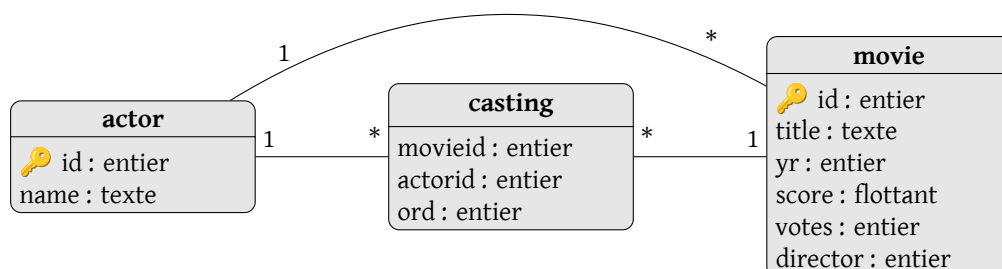 actor
id : entier
name : texte
1
*
1
*
casting
movieid : entier
actorid : entier
ord : entier
*
1
movie
id : entier
title : texte
yr : entier
score : flottant
votes : entier
director : entier